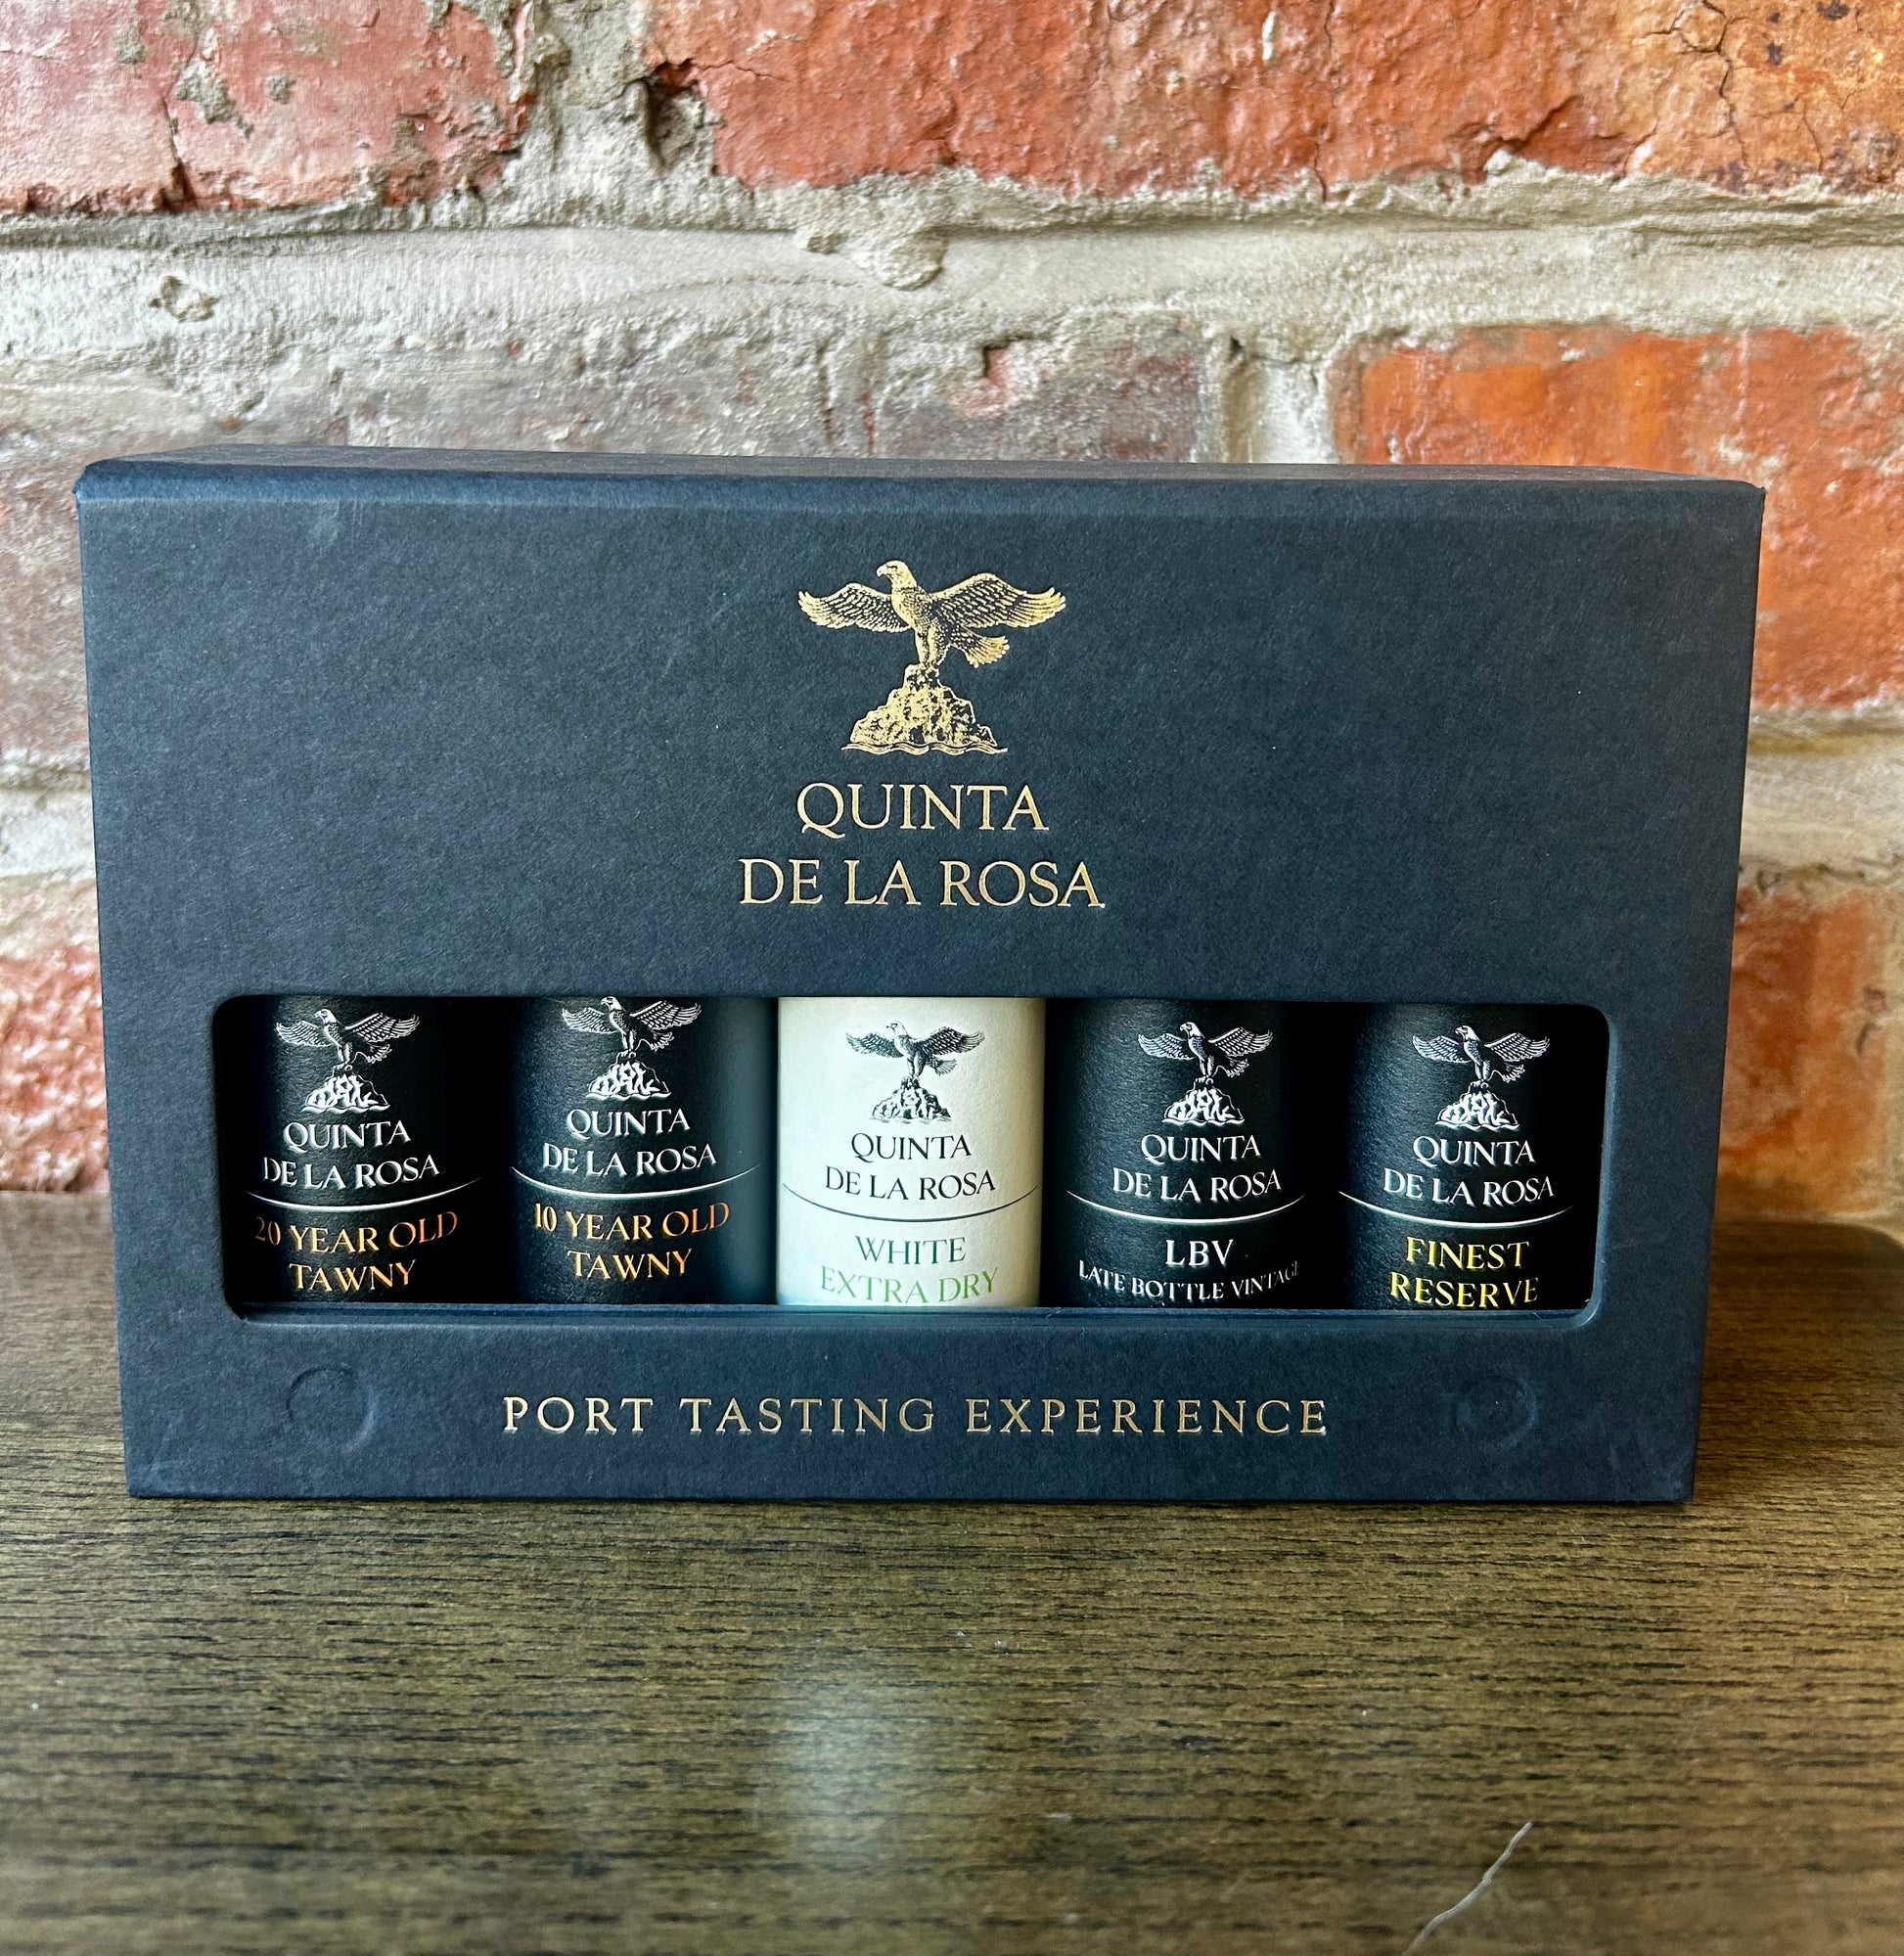 QUINTA
DE LA ROSA
QUINTA
DE LA ROSA
20 YEAR OLD
TAWNY
QUINTA
DE LA ROSA
10 YEAR OLD
TAWNY
QUINTA
DE LA ROSA
WHITE
EXTRA DRY
QUINTA
DE LA ROSA
LBV
LATE BOTTLE VINTAGE
QUINTA
DE LA ROSA
FINEST
RESERVE
PORT TASTING EXPERIENCE